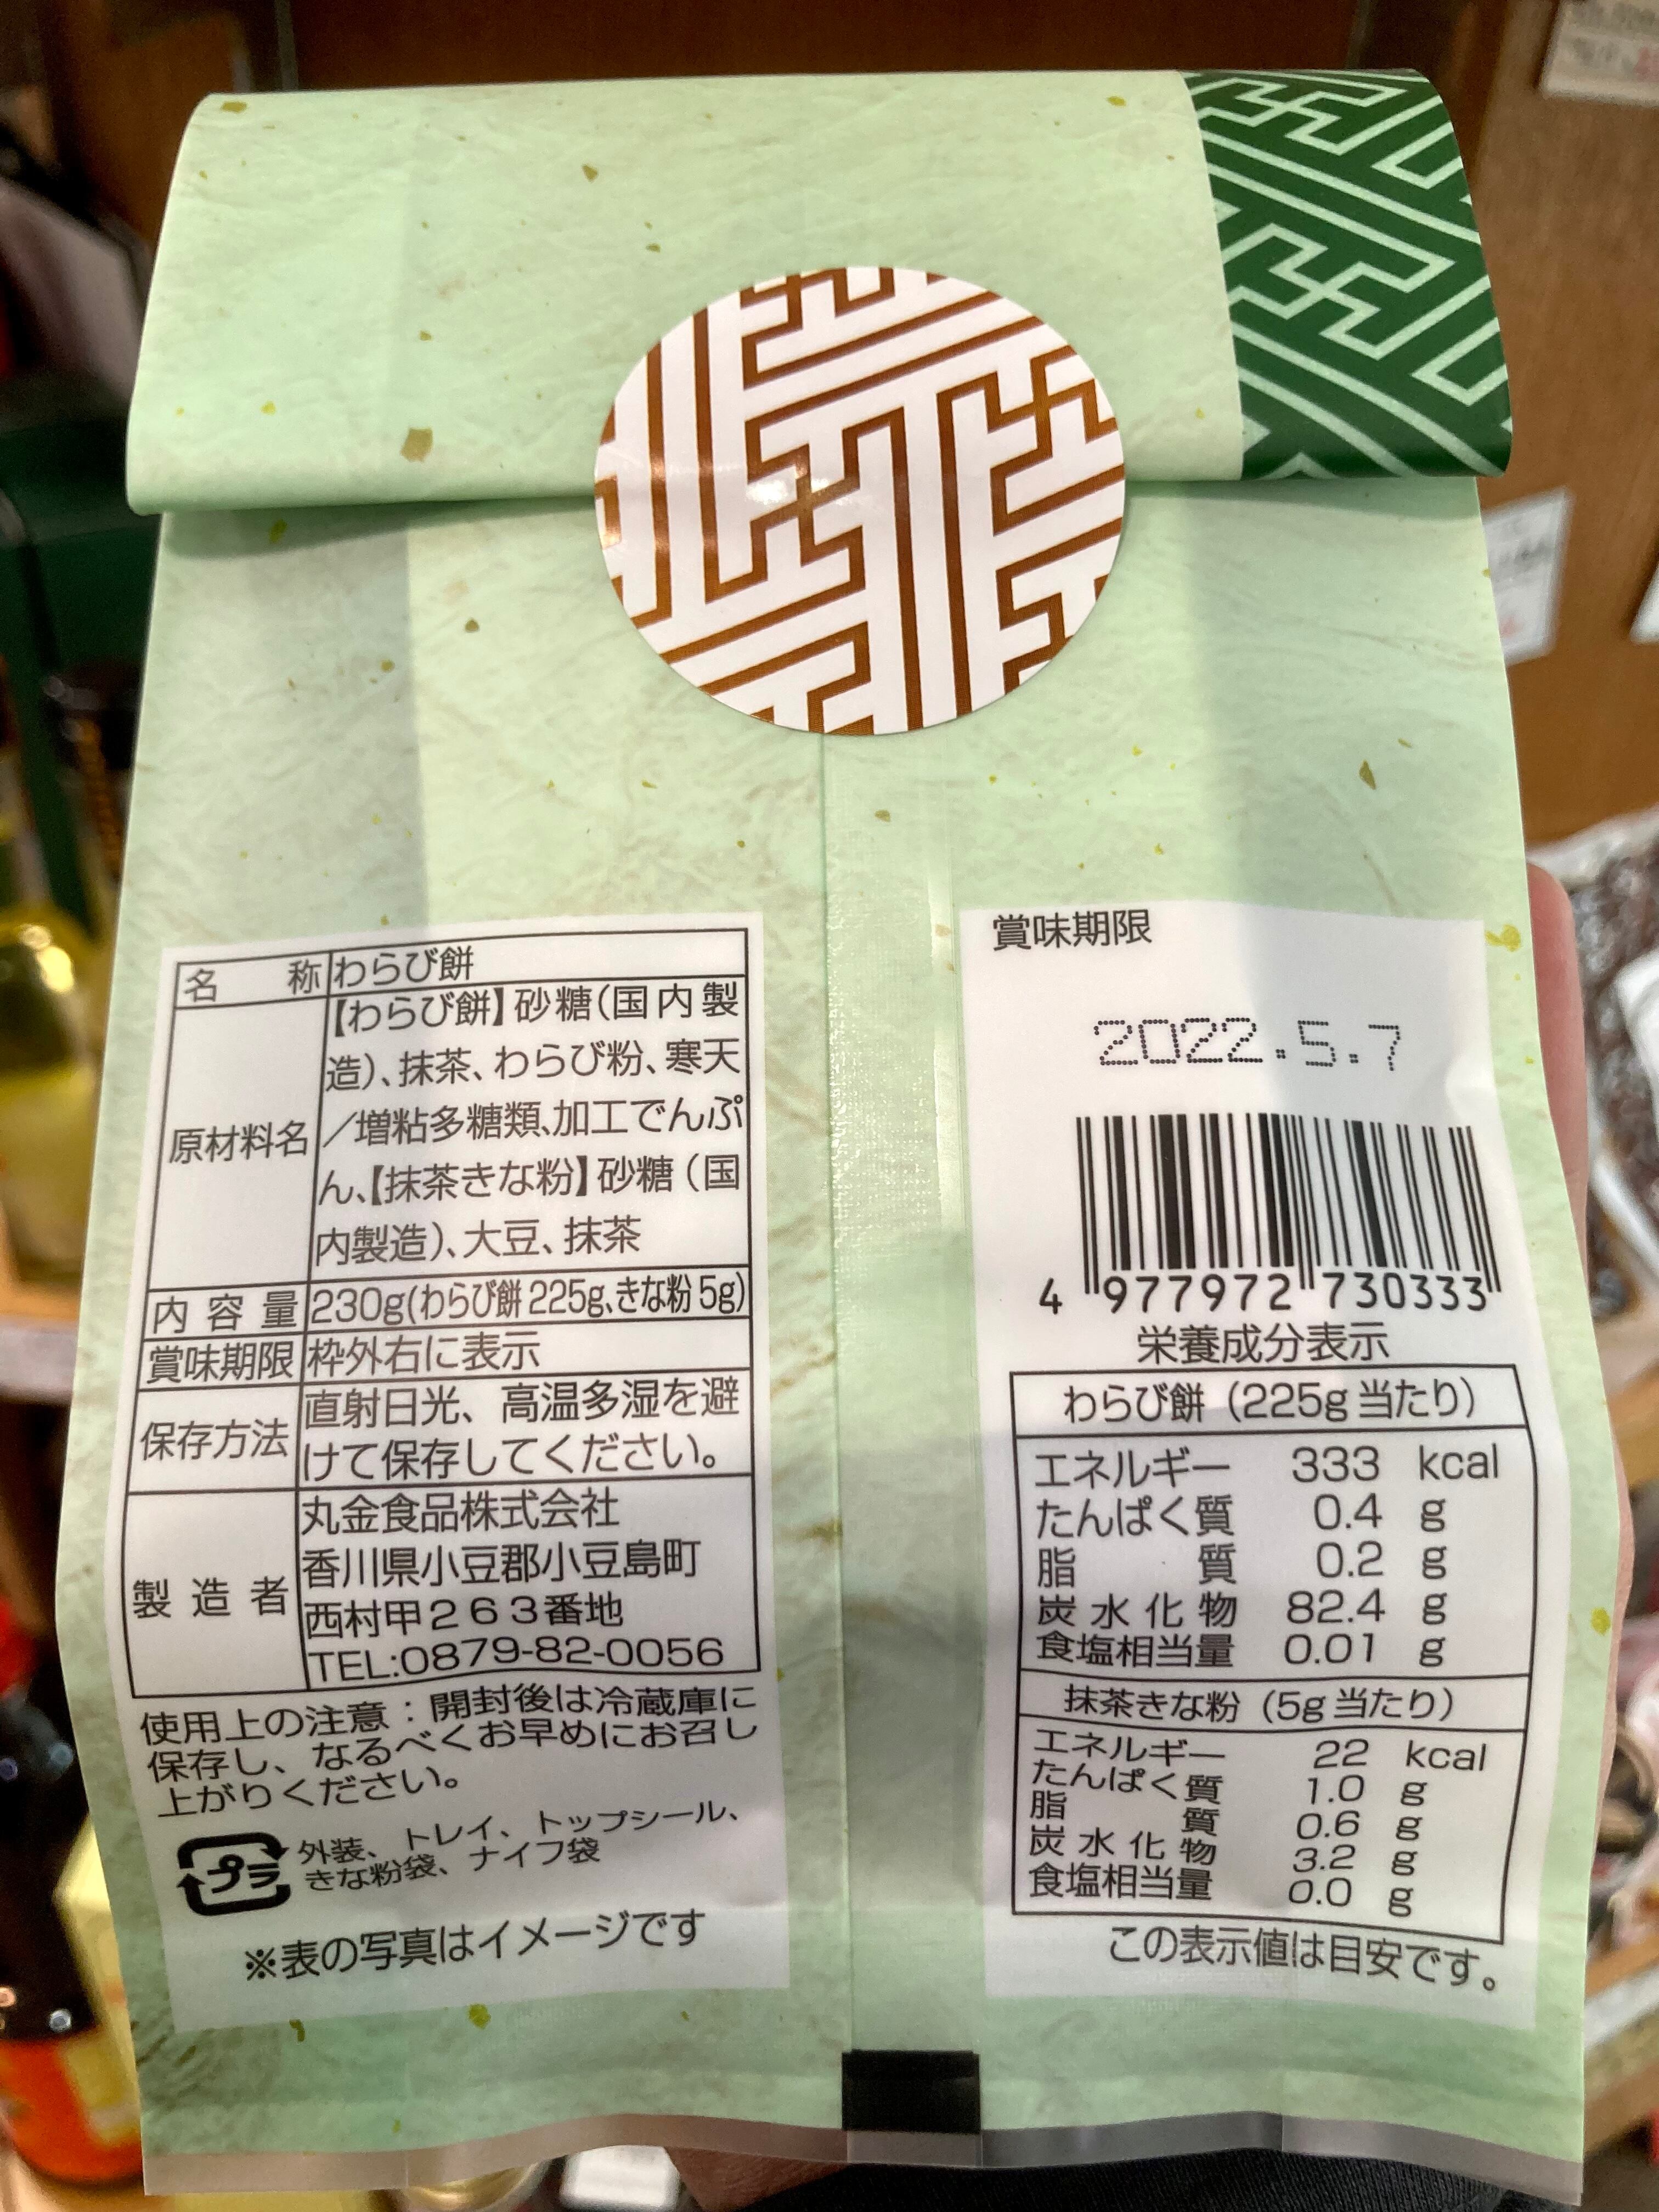 名　称 わらび餅
原材料名
【わらび餅】砂糖(国内製
造)、抹茶、わらび粉、寒天
／増粘多糖類、加工でんぷ
ん、【抹茶きな粉】砂糖(国
内製造)、大豆、抹茶
内容量 230g(わらび餅225g、きな粉5g)
賞味期限 枠外右に表示
保存方法
直射日光、高温多湿を避
けて保存してください。
製造者
丸金食品株式会社
香川県小豆郡小豆島町
西村甲263番地
TEL:0879-82-0056
使用上の注意：開封後は冷蔵庫に
保存し、なるべくお早めにお召し
上がりください。
プラ
外装、トレイ、トップシール、
きな粉袋、ナイフ袋
※表の写真はイメージです
賞味期限
2022.5.7
4 977972 730333
栄養成分表示
わらび餅（225g当たり）
エネルギー 333 kcal
たんぱく質 0.4 g
脂質 0.2 g
炭水化物 82.4 g
食塩相当量 0.01 g
抹茶きな粉（5g当たり）
エネルギー 22 kcal
たんぱく質 1.0 g
脂質 0.6 g
炭水化物 3.2 g
食塩相当量 0.0 g
この表示値は目安です。